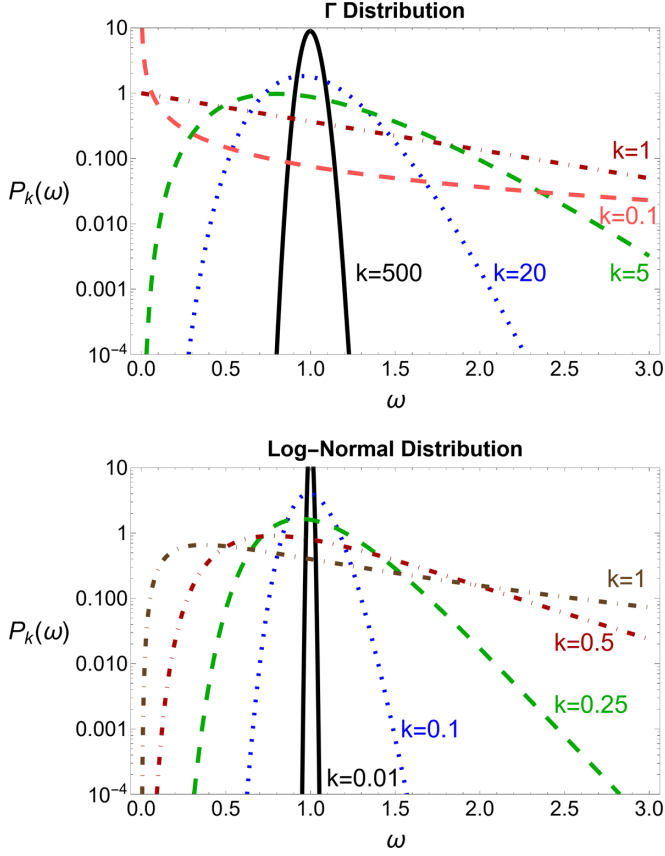 Γ Distribution
10
1
0.100
0.010
0.001
10⁻⁴
P_k(ω)
k=1
k=0.1
k=500
k=20
k=5
0.0 0.5 1.0 1.5 2.0 2.5 3.0
ω
Log-Normal Distribution
10
1
0.100
0.010
0.001
10⁻⁴
P_k(ω)
k=1
k=0.5
k=0.25
k=0.1
k=0.01
0.0 0.5 1.0 1.5 2.0 2.5 3.0
ω